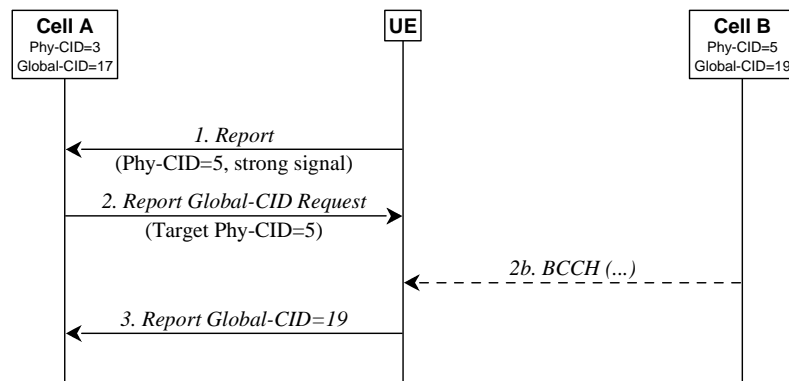 Cell A
Phy-CID=3
Global-CID=17
UE
Cell B
Phy-CID=5
Global-CID=19
1. Report
(Phy-CID=5, strong signal)
2. Report Global-CID Request
(Target Phy-CID=5)
2b. BCCH (...)
3. Report Global-CID=19